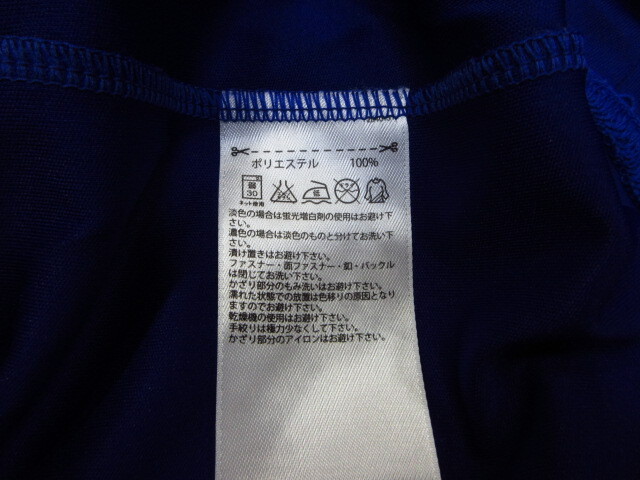 ポリエステル 100%
弱
30
ネット使用
低
淡色の場合は蛍光増白剤の使用はお避け下
さい。
濃色の場合は淡色のものと分けてお洗い下
さい。
漬け置きはお避け下さい。
ファスナー・面ファスナー・釦・バックル
は閉じてお洗い下さい。
かざり部分のもみ洗いはお避け下さい。
濡れた状態での放置は色移りの原因となり
ますのでお避け下さい。
乾燥機の使用はお避け下さい。
手絞りは極力少なくして下さい。
かざり部分のアイロンはお避け下さい。